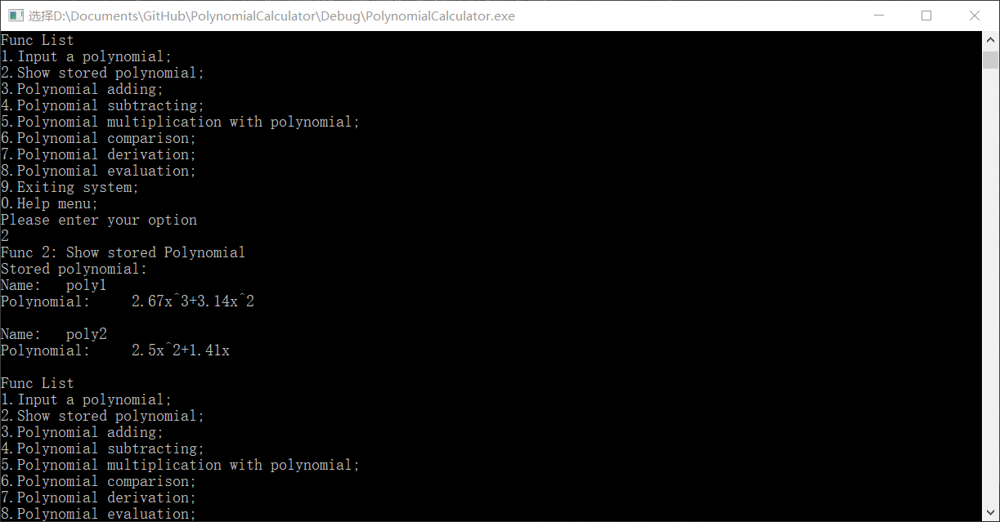 选择D:\Documents\GitHub\PolynomialCalculator\Debug\PolynomialCalculator.exe
Func List
1.Input a polynomial;
2.Show stored polynomial;
3.Polynomial adding;
4.Polynomial subtracting;
5.Polynomial multiplication with polynomial;
6.Polynomial comparison;
7.Polynomial derivation;
8.Polynomial evaluation;
9.Exiting system;
0.Help menu;
Please enter your option
2
Func 2: Show stored Polynomial
Stored polynomial:
Name:   poly1
Polynomial:     2.67x^3+3.14x^2
Name:   poly2
Polynomial:     2.5x^2+1.41x
Func List
1.Input a polynomial;
2.Show stored polynomial;
3.Polynomial adding;
4.Polynomial subtracting;
5.Polynomial multiplication with polynomial;
6.Polynomial comparison;
7.Polynomial derivation;
8.Polynomial evaluation;